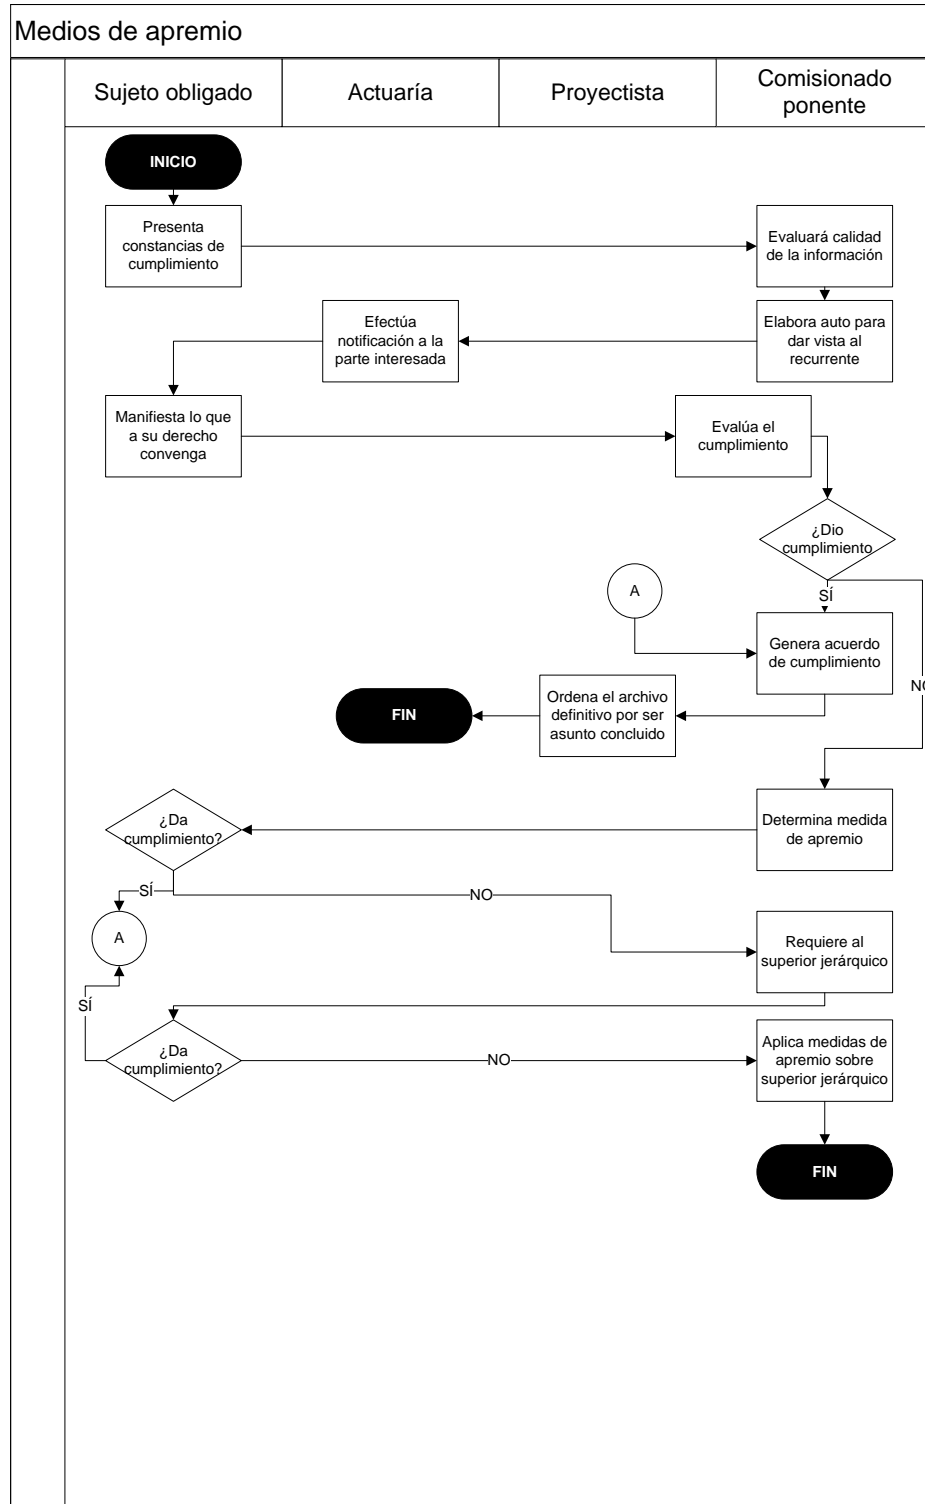 Medios de apremio
Sujeto obligado
Actuaría
Proyectista
Comisionado
ponente
INICIO
Presenta
constancias de
cumplimiento
Evaluará calidad
de la información
Efectúa
notificación a la
parte interesada
Elabora auto para
dar vista al
recurrente
Manifiesta lo que
a su derecho
convenga
Evalúa el
cumplimiento
¿Dio
cumplimiento
SÍ
A
Genera acuerdo
de cumplimiento
NO
Ordena el archivo
definitivo por ser
asunto concluido
FIN
¿Da
cumplimiento?
Determina medida
de apremio
SÍ
NO
A
Requiere al
superior jerárquico
SÍ
¿Da
cumplimiento?
NO
Aplica medidas de
apremio sobre
superior jerárquico
FIN